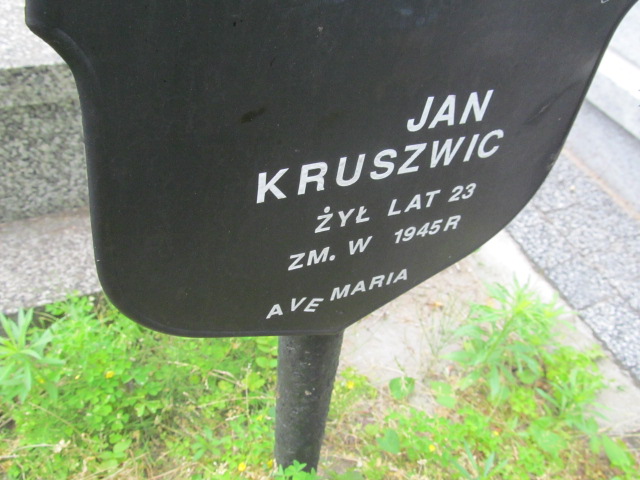 JAN
KRUSZWIC
ŻYŁ LAT 23
ZM. W 1945R
AVE MARIA